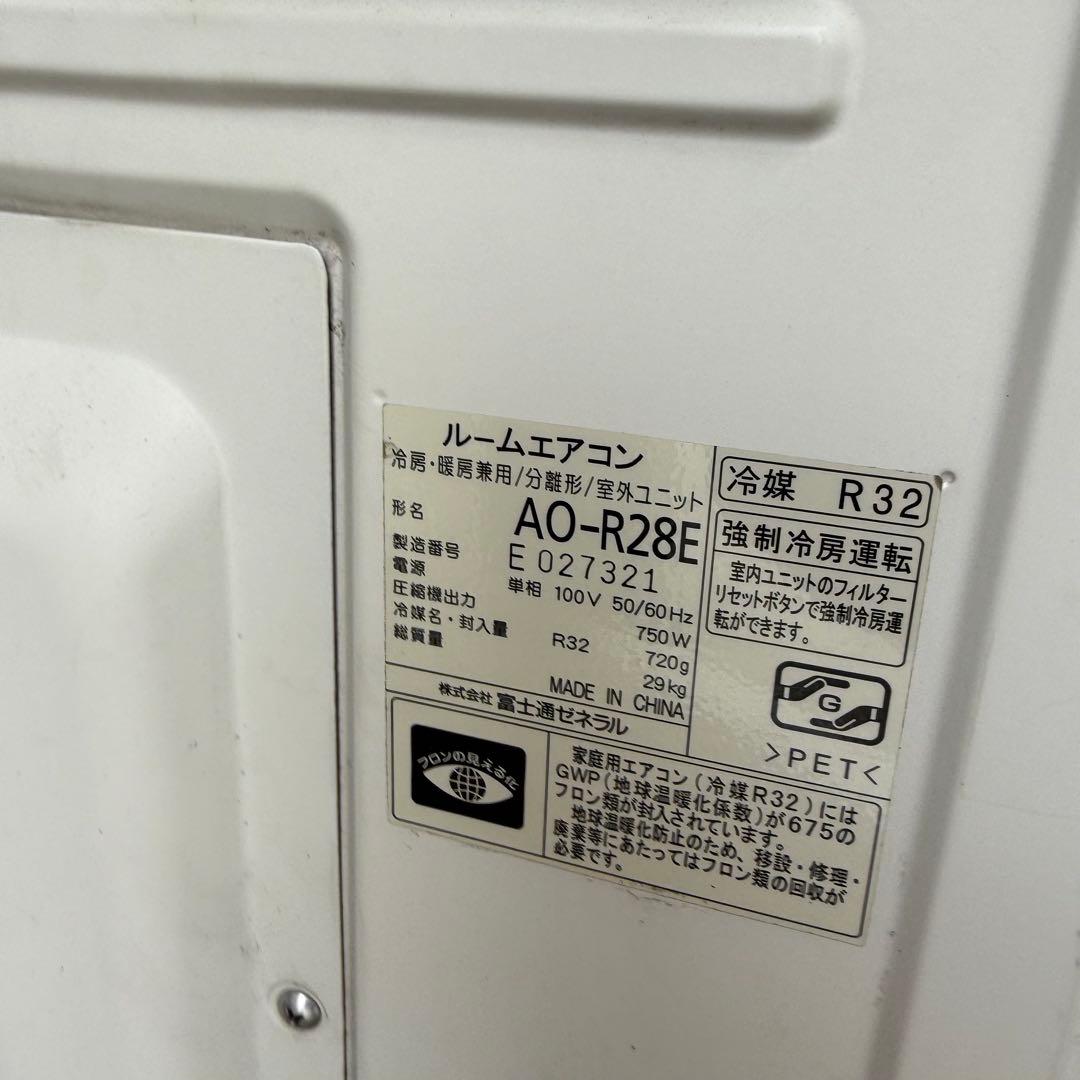 ルームエアコン
冷房・暖房兼用/分離形/室外ユニット
形名 AO-R28E
製造番号 E 027321
電源 単相 100V 50/60Hz
圧縮機出力 750W
冷媒名・封入量 R32 720g
総質量 29kg
MADE IN CHINA
株式会社 富士通ゼネラル
冷媒 R32
強制冷房運転
室内ユニットのフィルター
リセットボタンで強制冷房運
転ができます。
G
>PET<
フロンの見える化
家庭用エアコン(冷媒R32)には
GWP(地球温暖化係数)が675の
フロン類が封入されています。
地球温暖化防止のため、移設・修理・
廃棄等にあたってはフロン類の回収が
必要です。